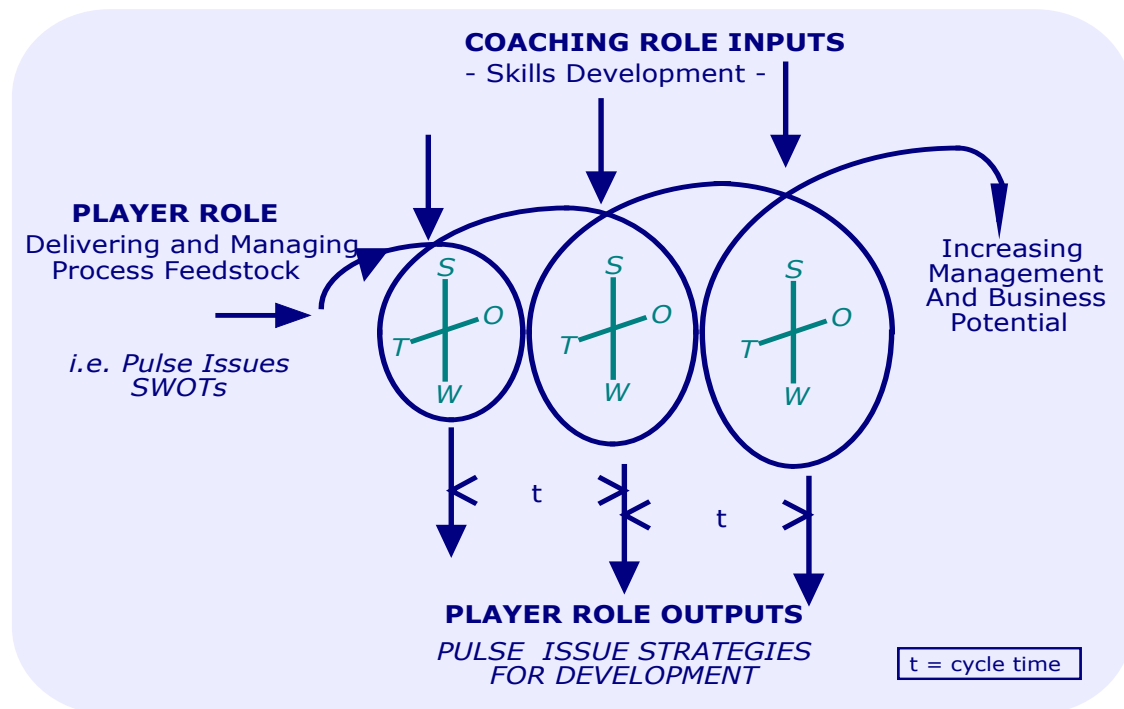 COACHING ROLE INPUTS
- Skills Development -
PLAYER ROLE
Delivering and Managing
Process Feedstock
i.e. Pulse Issues
SWOTs
S
O
T
W
S
O
T
W
S
O
T
W
Increasing
Management
And Business
Potential
t
t
PLAYER ROLE OUTPUTS
PULSE ISSUE STRATEGIES
FOR DEVELOPMENT
t = cycle time